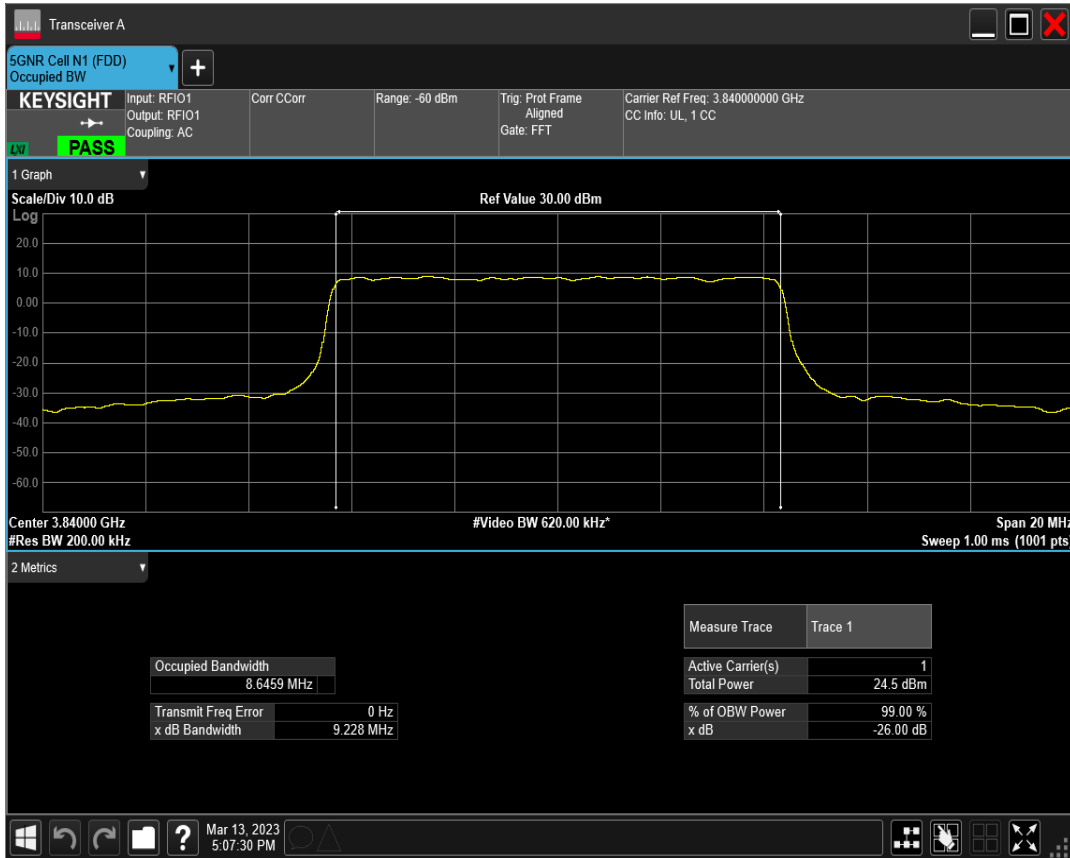 Transceiver A
5GNR Cell N1 (FDD)
Occupied BW
+
KEYSIGHT
LXI
PASS
Input: RFIO1
Output: RFIO1
Coupling: AC
Corr CCorr
Range: -60 dBm
Trig: Prot Frame
Aligned
Gate: FFT
Carrier Ref Freq: 3.840000000 GHz
CC Info: UL, 1 CC
1 Graph
Scale/Div 10.0 dB
Ref Value 30.00 dBm
Log
20.0
10.0
0.00
-10.0
-20.0
-30.0
-40.0
-50.0
-60.0
Center 3.84000 GHz
#Video BW 620.00 kHz*
Span 20 MHz
#Res BW 200.00 kHz
Sweep 1.00 ms (1001 pts)
2 Metrics
Measure Trace Trace 1
Occupied Bandwidth
8.6459 MHz
Active Carrier(s) 1
Total Power 24.5 dBm
Transmit Freq Error 0 Hz
x dB Bandwidth 9.228 MHz
% of OBW Power 99.00 %
x dB -26.00 dB
?
Mar 13, 2023
5:07:30 PM